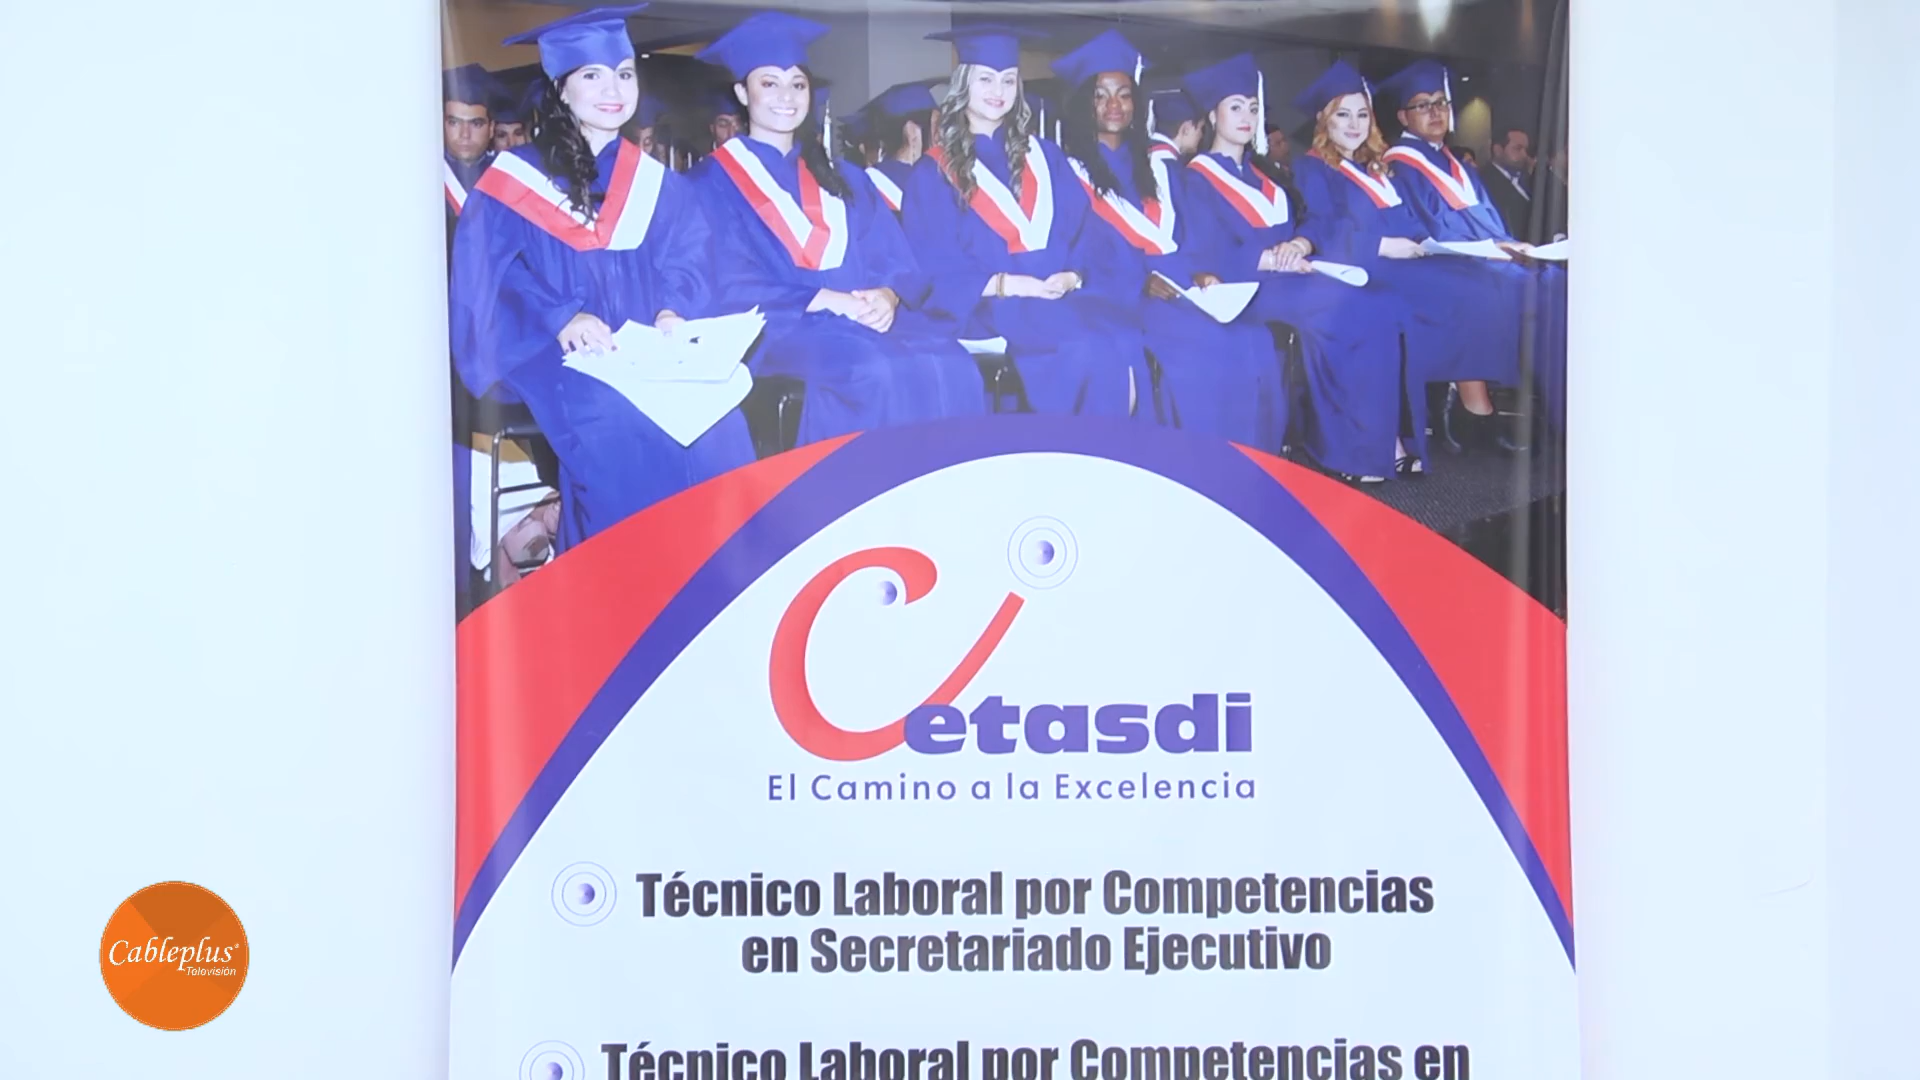 Cetasdi
El Camino a la Excelencia
Técnico Laboral por Competencias
en Secretariado Ejecutivo
Técnico Laboral por Competencias en
Cableplus
Televisión